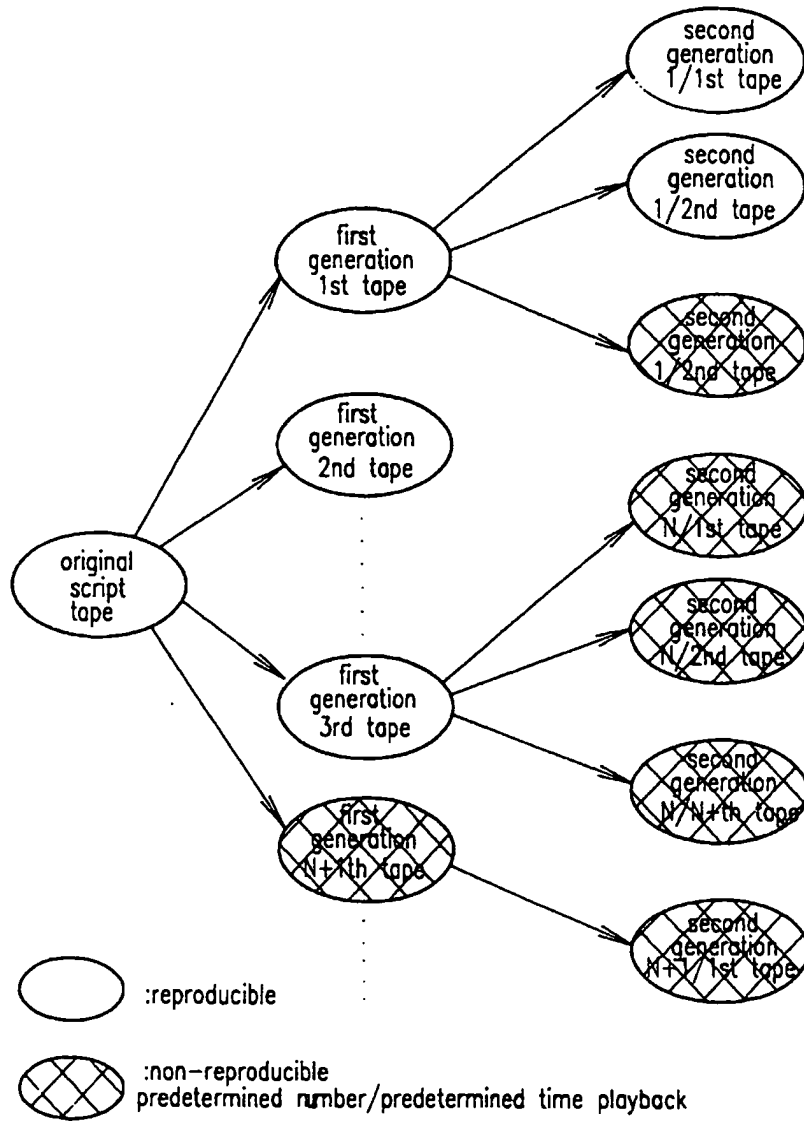 second
generation
1/1st tape
second
generation
1/2nd tape
first
generation
1st tape
second
generation
1/2nd tape
first
generation
2nd tape
second
generation
N/1st tape
original
script
tape
second
generation
N/2nd tape
first
generation
3rd tape
second
generation
N/N+th tape
first
generation
N+1th tape
second
generation
N+1/1st tape
:reproducible
:non-reproducible
predetermined number/predetermined time playback